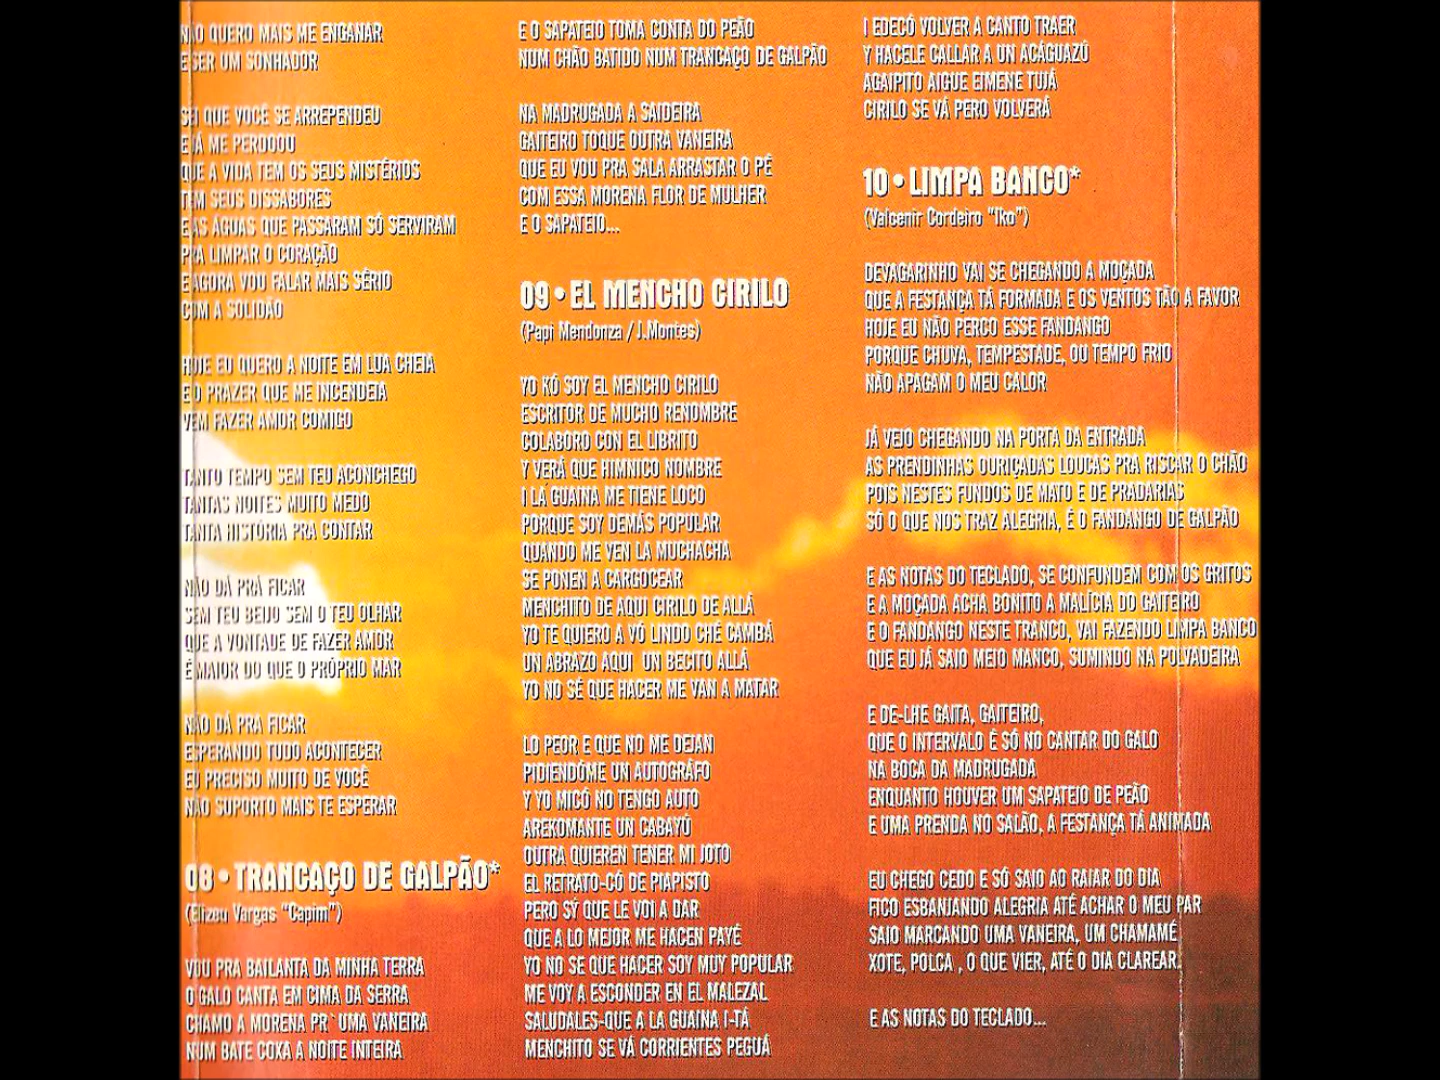 NÃO QUERO MAIS ME ENGANAR
E SER UM SONHADOR
SEI QUE VOCÊ SE ARREPENDEU
E JÁ ME PERDOOU
QUE A VIDA TEM OS SEUS MISTÉRIOS
TEM SEUS DISSABORES
E AS ÁGUAS QUE PASSARAM SÓ SERVIRAM
PRA LIMPAR O CORAÇÃO
E AGORA VOU FALAR MAIS SÉRIO
COM A SOLIDÃO
HOJE EU QUERO A NOITE EM LUA CHEIA
E O PRAZER QUE ME INCENDEIA
VEM FAZER AMOR COMIGO
TANTO TEMPO SEM TEU ACONCHEGO
TANTAS NOITES MUITO MEDO
TANTA HISTÓRIA PRA CONTAR
NÃO DÁ PRÁ FICAR
SEM TEU BEIJO SEM O TEU OLHAR
QUE A VONTADE DE FAZER AMOR
É MAIOR DO QUE O PRÓPRIO MAR
NÃO DÁ PRA FICAR
ESPERANDO TUDO ACONTECER
EU PRECISO MUITO DE VOCÊ
NÃO SUPORTO MAIS TE ESPERAR
08 • TRANCAÇO DE GALPÃO*
(Elizeu Vargas "Capim")
VOU PRA BAILANTA DA MINHA TERRA
O GALO CANTA EM CIMA DA SERRA
CHAMO A MORENA PR`UMA VANEIRA
NUM BATE COXA A NOITE INTEIRA
E O SAPATEIO TOMA CONTA DO PEÃO
NUM CHÃO BATIDO NUM TRANCAÇO DE GALPÃO
NA MADRUGADA A SAIDEIRA
GAITEIRO TOQUE OUTRA VANEIRA
QUE EU VOU PRA SALA ARRASTAR O PÉ
COM ESSA MORENA FLOR DE MULHER
E O SAPATEIO...
09 • EL MENCHO CIRILO
(Papi Mendonza / J.Montes)
YO KÓ SOY EL MENCHO CIRILO
ESCRITOR DE MUCHO RENOMBRE
COLABORO CON EL LIBRITO
Y VERÁ QUE HIMNICO NOMBRE
I LA GUAINA ME TIENE LOCO
PORQUE SOY DEMÁS POPULAR
QUANDO ME VEN LA MUCHACHA
SE PONEN A CARGOCEAR
MENCHITO DE AQUI CIRILO DE ALLÁ
YO TE QUIERO A VÓ LINDO CHÉ CAMBÁ
UN ABRAZO AQUI UN BECITO ALLÁ
YO NO SÉ QUE HACER ME VAN A MATAR
LO PEOR E QUE NO ME DEJAN
PIDIENDÓME UN AUTOGRÁFO
Y YO MICÓ NO TENGO AUTO
AREKOMANTE UN CABAYÚ
OUTRA QUIEREN TENER MI JOTO
EL RETRATO-CÓ DE PIAPISTO
PERO SÝ QUE LE VOI A DAR
QUE A LO MEJOR ME HACEN PAYÉ
YO NO SE QUE HACER SOY MUY POPULAR
ME VOY A ESCONDER EN EL MALEZAL
SALUDALES-QUE A LA GUAINA I-TÁ
MENCHITO SE VÁ CORRIENTES PEGUÁ
I EDECÓ VOLVER A CANTO TRAER
Y HACELE CALLAR A UN ACÁGUAZÚ
AGAIPITO AIGUE EIMENE TUJÁ
CIRILO SE VÁ PERO VOLVERÁ
10 • LIMPA BANCO*
(Valcenir Cordeiro "Iko")
DEVAGARINHO VAI SE CHEGANDO A MOÇADA
QUE A FESTANÇA TÁ FORMADA E OS VENTOS TÃO A FAVOR
HOJE EU NÃO PERCO ESSE FANDANGO
PORQUE CHUVA, TEMPESTADE, OU TEMPO FRIO
NÃO APAGAM O MEU CALOR
JÁ VEJO CHEGANDO NA PORTA DA ENTRADA
AS PRENDINHAS OURIÇADAS LOUCAS PRA RISCAR O CHÃO
POIS NESTES FUNDOS DE MATO E DE PRADARIAS
SÓ O QUE NOS TRAZ ALEGRIA, É O FANDANGO DE GALPÃO
E AS NOTAS DO TECLADO, SE CONFUNDEM COM OS GRITOS
E A MOÇADA ACHA BONITO A MALÍCIA DO GAITEIRO
E O FANDANGO NESTE TRANCO, VAI FAZENDO LIMPA BANCO
QUE EU JÁ SAIO MEIO MANCO, SUMINDO NA POLVADEIRA
E DE-LHE GAITA, GAITEIRO,
QUE O INTERVALO É SÓ NO CANTAR DO GALO
NA BOCA DA MADRUGADA
ENQUANTO HOUVER UM SAPATEIO DE PEÃO
E UMA PRENDA NO SALÃO, A FESTANÇA TÁ ANIMADA
EU CHEGO CEDO E SÓ SAIO AO RAIAR DO DIA
FICO ESBANJANDO ALEGRIA ATÉ ACHAR O MEU PAR
SAIO MARCANDO UMA VANEIRA, UM CHAMAMÉ
XOTE, POLCA , O QUE VIER, ATÉ O DIA CLAREAR.
E AS NOTAS DO TECLADO...